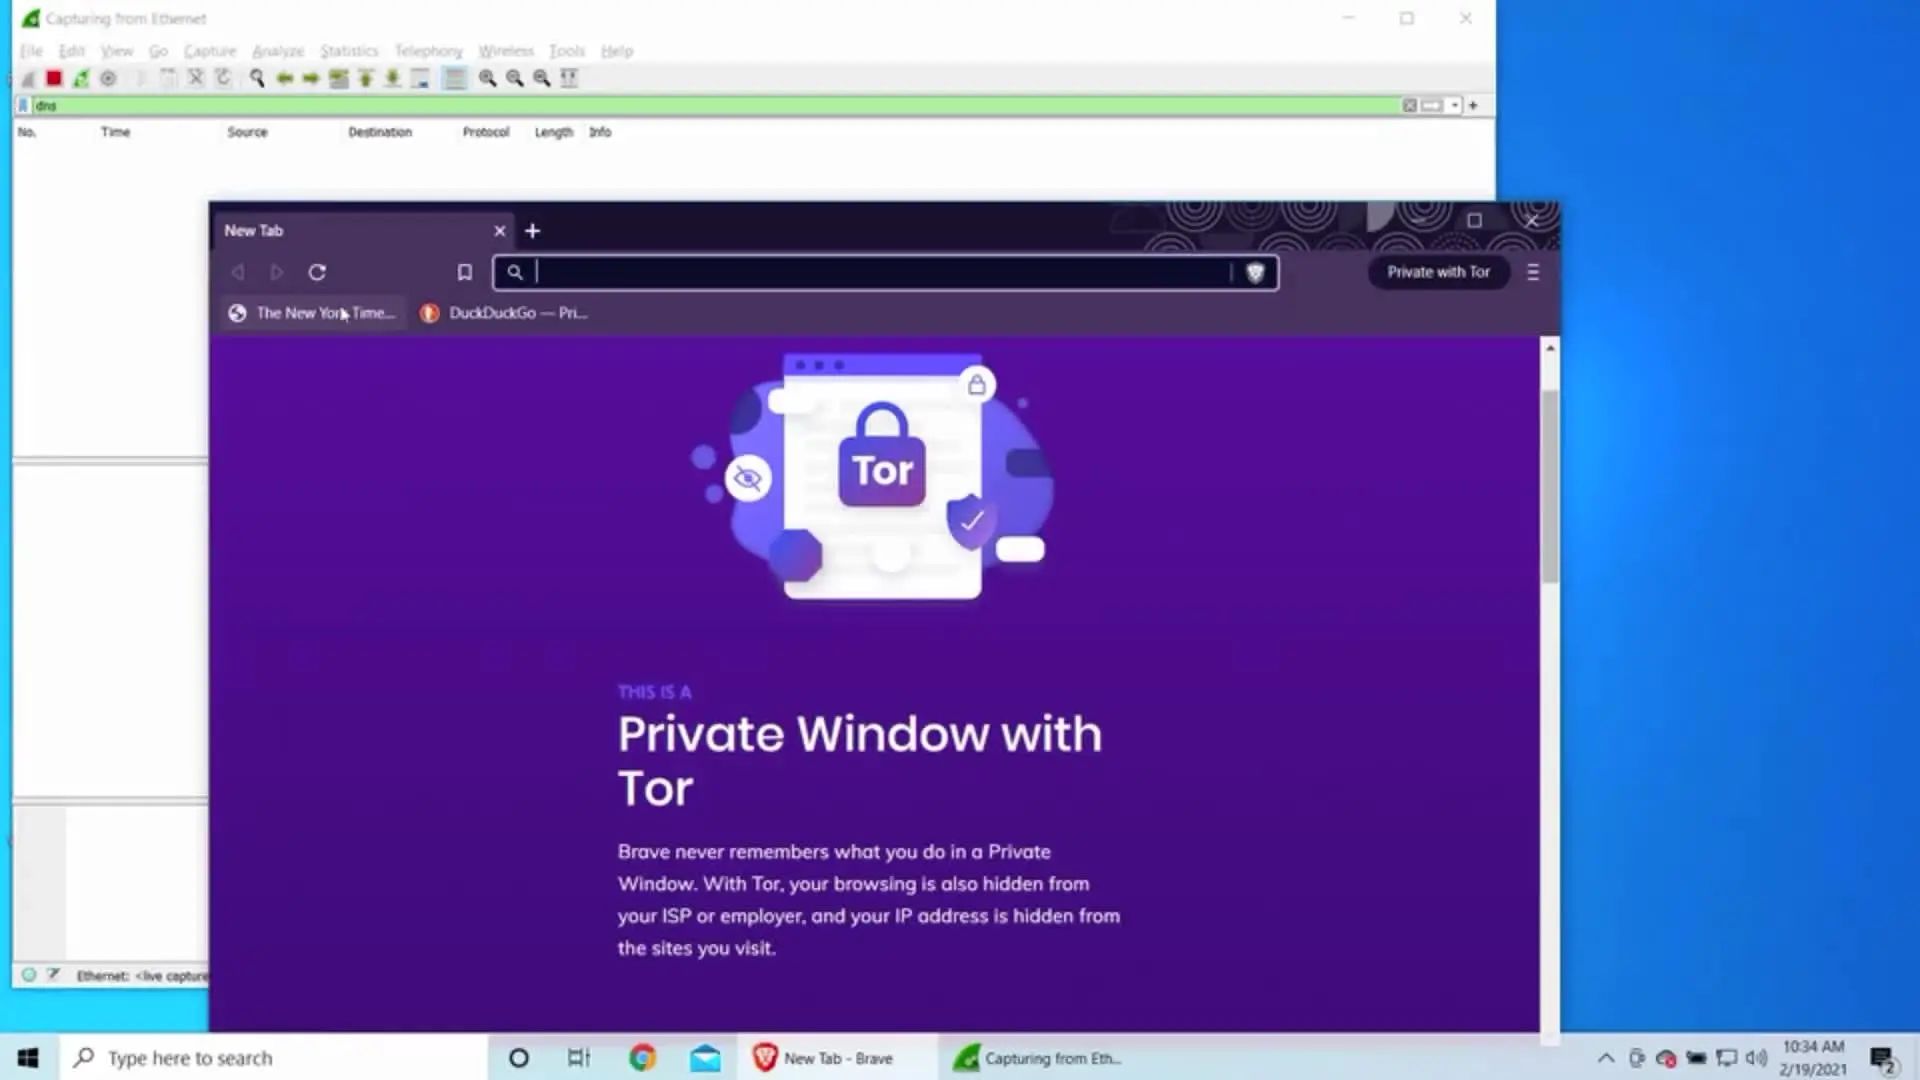 Capturing from Ethernet
File Edit View Go Capture Analyze Statistics Telephony Wireless Tools Help
dns
No. Time Source Destination Protocol Length Info
New Tab
Private with Tor
The New York Time...
DuckDuckGo — Pri...
Tor
THIS IS A
Private Window with
Tor
Brave never remembers what you do in a Private
Window. With Tor, your browsing is also hidden from
your ISP or employer, and your IP address is hidden from
the sites you visit.
Ethernet: <live capture
Type here to search
New Tab - Brave
Capturing from Eth...
10:34 AM
2/19/2021
2